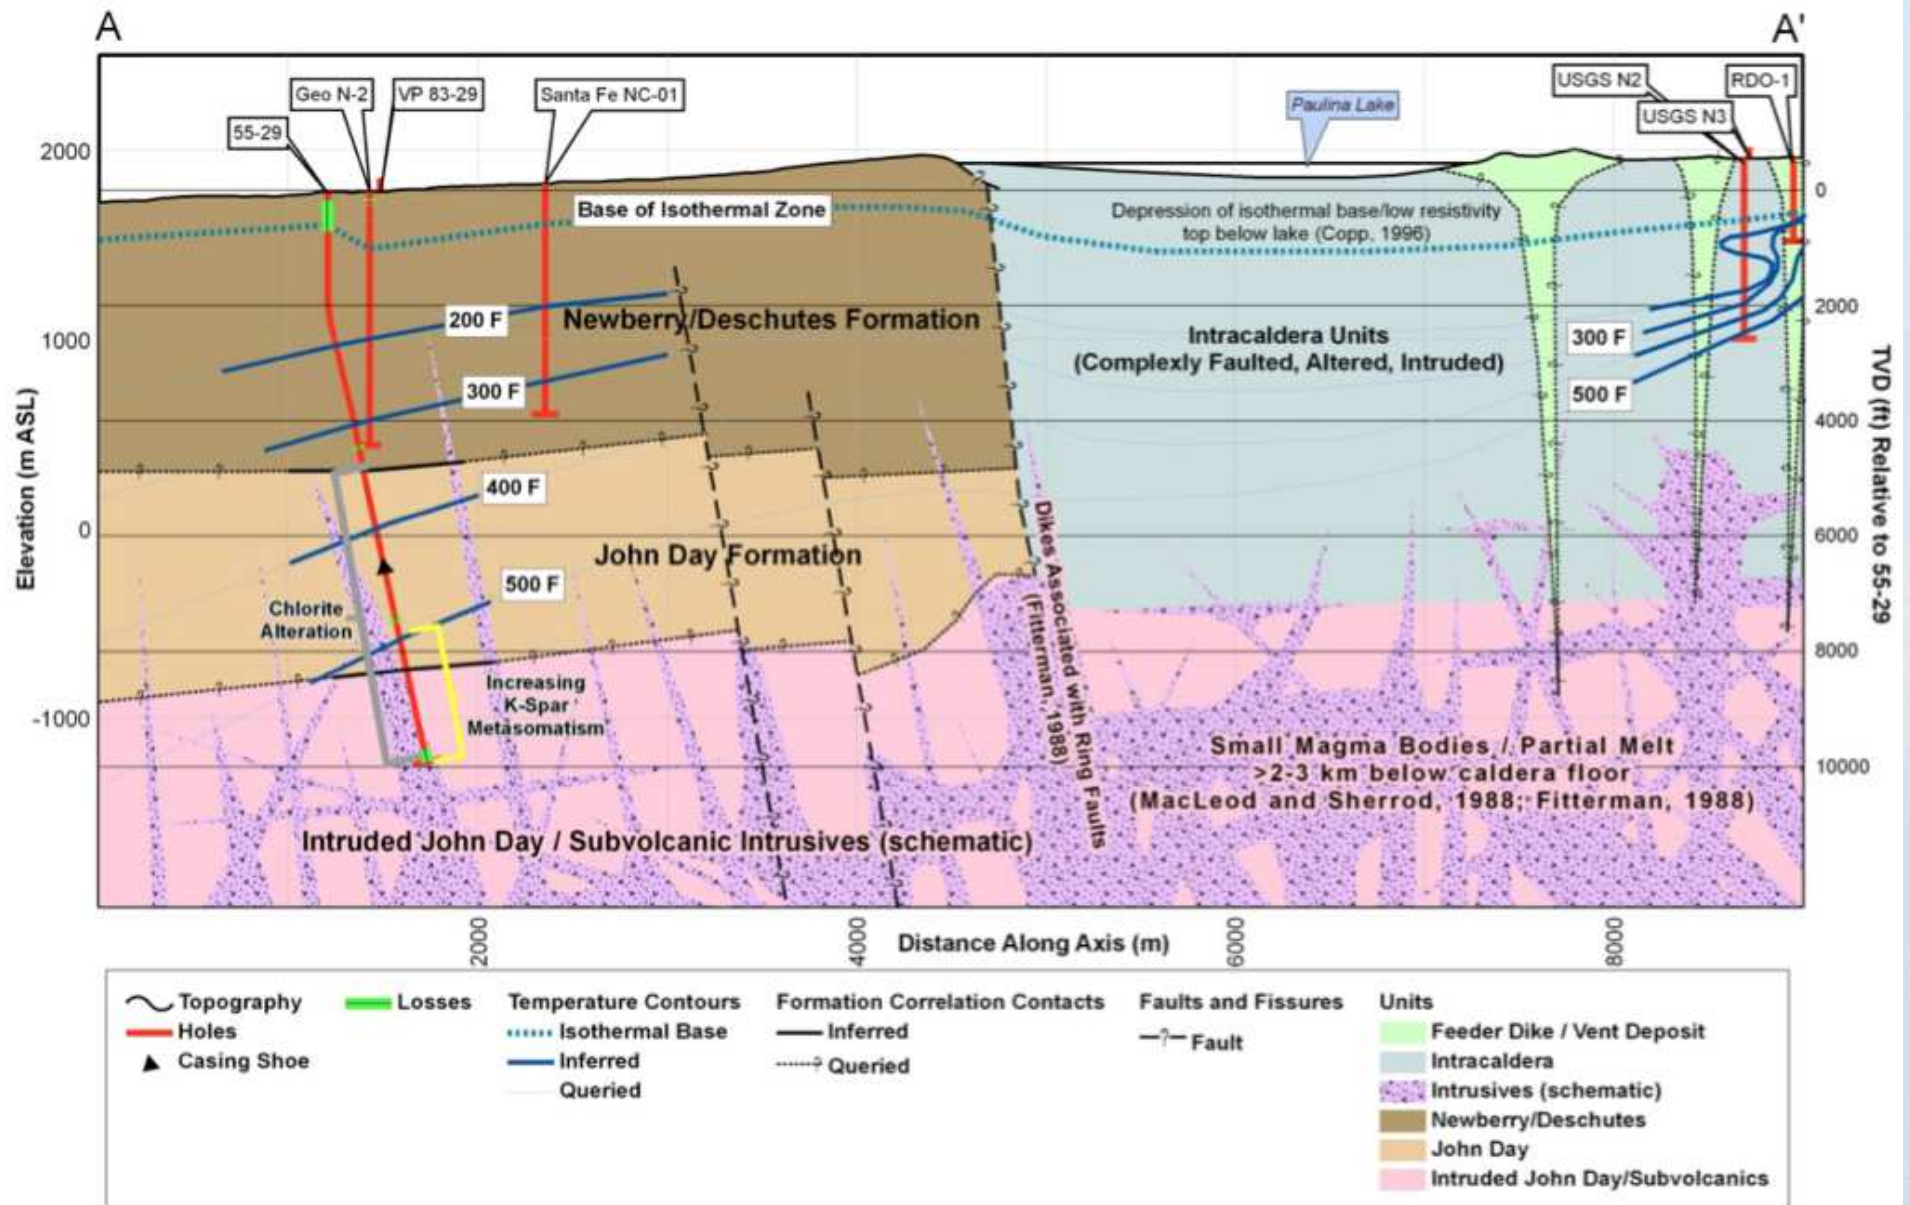 A
A'
Geo N-2
VP 83-29
Santa Fe NC-01
Paulina Lake
USGS N2
RDO-1
USGS N3
55-29
2000
1000
0
-1000
Elevation (m ASL)
0
2000
4000
6000
8000
10000
TVD (ft) Relative to 55-29
Base of Isothermal Zone
Depression of isothermal base/low resistivity
top below lake (Copp, 1996)
200 F
Newberry/Deschutes Formation
300 F
Intracaldera Units
(Complexly Faulted, Altered, Intruded)
300 F
500 F
400 F
John Day Formation
500 F
Chlorite
Alteration
Increasing
K-Spar
Metasomatism
Dikes Associated with Ring Faults
(Fitterman, 1988)
Small Magma Bodies / Partial Melt
>2-3 km below caldera floor
(MacLeod and Sherrod, 1988; Fitterman, 1988)
Intruded John Day / Subvolcanic Intrusives (schematic)
2000
4000
6000
8000
Distance Along Axis (m)
Topography
Holes
Casing Shoe
Losses
Temperature Contours
Isothermal Base
Inferred
Queried
Formation Correlation Contacts
Inferred
Queried
Faults and Fissures
Fault
Units
Feeder Dike / Vent Deposit
Intracaldera
Intrusives (schematic)
Newberry/Deschutes
John Day
Intruded John Day/Subvolcanics